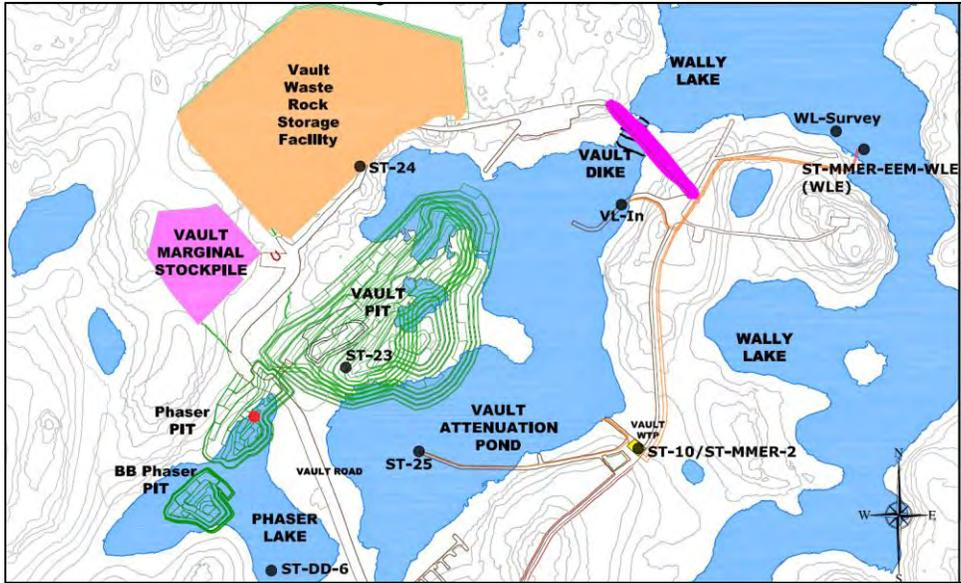 Vault
Waste
Rock
Storage
Facility
WALLY
LAKE
WL-Survey
ST-MMER-EEM-WLE
(WLE)
VAULT
DIKE
ST-24
VL-In
VAULT
MARGINAL
STOCKPILE
VAULT
PIT
ST-23
WALLY
LAKE
Phaser
PIT
VAULT
ATTENUATION
POND
VAULT
WTP
ST-10/ST-MMER-2
ST-25
VAULT ROAD
BB Phaser
PIT
PHASER
LAKE
ST-DD-6
N
W
E
S